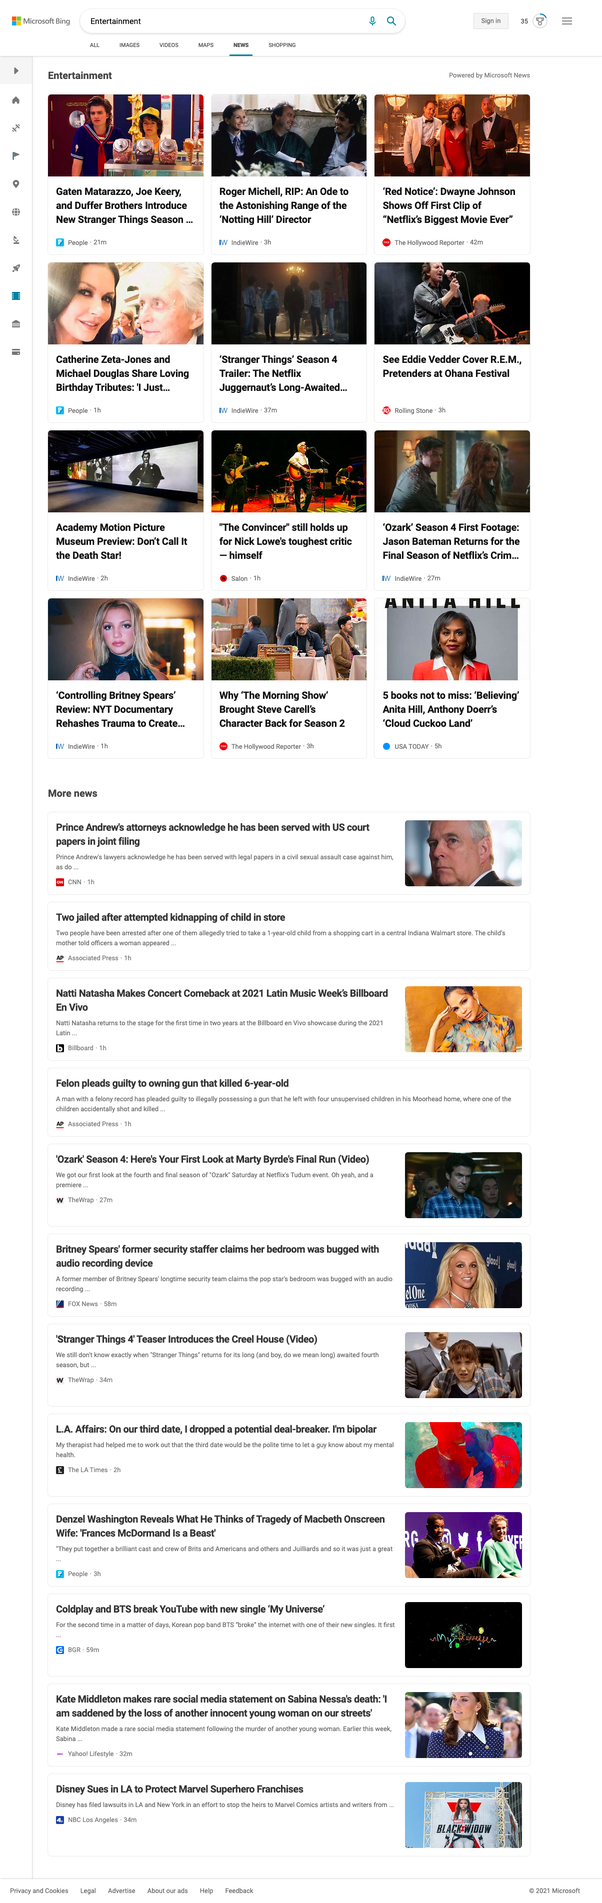 Microsoft Bing
Entertainment
Sign in
35
ALL
IMAGES
VIDEOS
MAPS
NEWS
SHOPPING
Entertainment
Powered by Microsoft News
Gaten Matarazzo, Joe Keery,
and Duffer Brothers Introduce
New Stranger Things Season ...
People · 21m
Roger Michell, RIP: An Ode to
the Astonishing Range of the
‘Notting Hill’ Director
IW IndieWire · 3h
‘Red Notice’: Dwayne Johnson
Shows Off First Clip of
“Netflix’s Biggest Movie Ever”
The Hollywood Reporter · 42m
Catherine Zeta-Jones and
Michael Douglas Share Loving
Birthday Tributes: 'I Just...
People · 1h
‘Stranger Things’ Season 4
Trailer: The Netflix
Juggernaut’s Long-Awaited...
IW IndieWire · 37m
See Eddie Vedder Cover R.E.M.,
Pretenders at Ohana Festival
Rolling Stone · 3h
Academy Motion Picture
Museum Preview: Don’t Call It
the Death Star!
IW IndieWire · 2h
"The Convincer" still holds up
for Nick Lowe's toughest critic
— himself
Salon · 1h
‘Ozark’ Season 4 First Footage:
Jason Bateman Returns for the
Final Season of Netflix’s Crim...
IW IndieWire · 27m
‘Controlling Britney Spears’
Review: NYT Documentary
Rehashes Trauma to Create...
IW IndieWire · 1h
Why ‘The Morning Show’
Brought Steve Carell’s
Character Back for Season 2
The Hollywood Reporter · 3h
ANITA HILL
5 books not to miss: ‘Believing’
Anita Hill, Anthony Doerr’s
‘Cloud Cuckoo Land’
USA TODAY · 5h
More news
Prince Andrew's attorneys acknowledge he has been served with US court
papers in joint filing
Prince Andrew's lawyers acknowledge he has been served with legal papers in a civil sexual assault case against him,
as do ...
CNN · 1h
Two jailed after attempted kidnapping of child in store
Two people have been arrested after one of them allegedly tried to take a 1-year-old child from a shopping cart in a central Indiana Walmart store. The child's
mother told officers a woman appeared ...
AP Associated Press · 1h
Natti Natasha Makes Concert Comeback at 2021 Latin Music Week’s Billboard
En Vivo
Natti Natasha returns to the stage for the first time in two years at the Billboard en Vivo showcase during the 2021
Latin ...
b Billboard · 1h
Felon pleads guilty to owning gun that killed 6-year-old
A man with a felony record has pleaded guilty to illegally possessing a gun that he left with four unsupervised children in his Moorhead home, where one of the
children accidentally shot and killed ...
AP Associated Press · 1h
‘Ozark’ Season 4: Here’s Your First Look at Marty Byrde’s Final Run (Video)
We got our first look at the fourth and final season of "Ozark" Saturday at Netflix's Tudum event. Oh yeah, and a
premiere ...
TheWrap · 27m
Britney Spears' former security staffer claims her bedroom was bugged with
audio recording device
A former member of Britney Spears' longtime security team claims the pop star's bedroom was bugged with an audio
recording ...
FOX News · 58m
'Stranger Things 4' Teaser Introduces the Creel House (Video)
We still don't know exactly when "Stranger Things" returns for its long (and boy, do we mean long) awaited fourth
season, but ...
TheWrap · 34m
L.A. Affairs: On our third date, I dropped a potential deal-breaker. I'm bipolar
My therapist had helped me to work out that the third date would be the polite time to let a guy know about my mental
health.
The LA Times · 2h
Denzel Washington Reveals What He Thinks of Tragedy of Macbeth Onscreen
Wife: 'Frances McDormand Is a Beast'
"They put together a brilliant cast and crew of Brits and Americans and others and Juilliards and so it was just a great
...
People · 3h
Coldplay and BTS break YouTube with new single ‘My Universe’
For the second time in a matter of days, Korean pop band BTS "broke" the internet with one of their new singles. It first
...
BGR · 59m
Kate Middleton makes rare social media statement on Sabina Nessa's death: 'I
am saddened by the loss of another innocent young woman on our streets'
Kate Middleton made a rare social media statement following the murder of another young woman. Earlier this week,
Sabina ...
Yahoo! Lifestyle · 32m
Disney Sues in LA to Protect Marvel Superhero Franchises
Disney has filed lawsuits in LA and New York in an effort to stop the heirs to Marvel Comics artists and writers from ...
NBC Los Angeles · 34m
BLACK WIDOW
Privacy and Cookies
Legal
Advertise
About our ads
Help
Feedback
© 2021 Microsoft